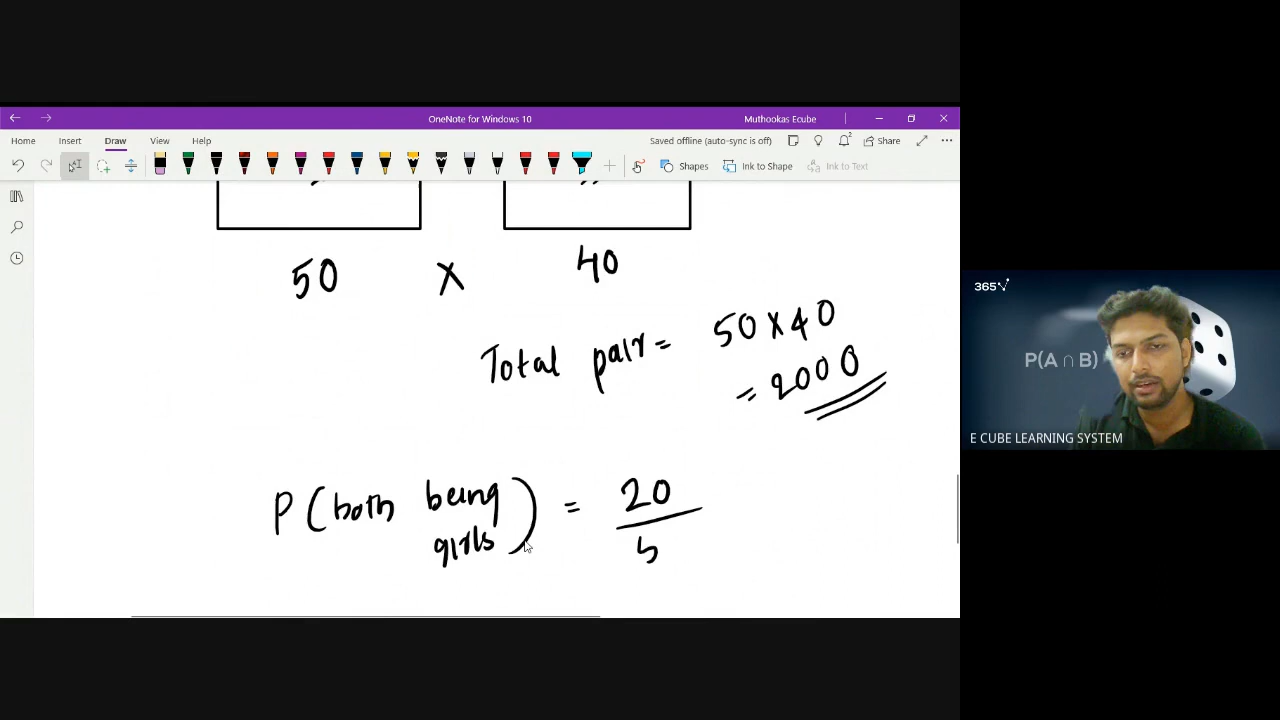 OneNote for Windows 10
Muthookas Ecube
Home Insert Draw View Help
Saved offline (auto-sync is off)
2
Share
Shapes
Ink to Shape
Ink to Text
50 X 40
Total pair = 50 X 40
= 2000
P(both being girls) = 20
5
365
P(A ∩ B)
E CUBE LEARNING SYSTEM